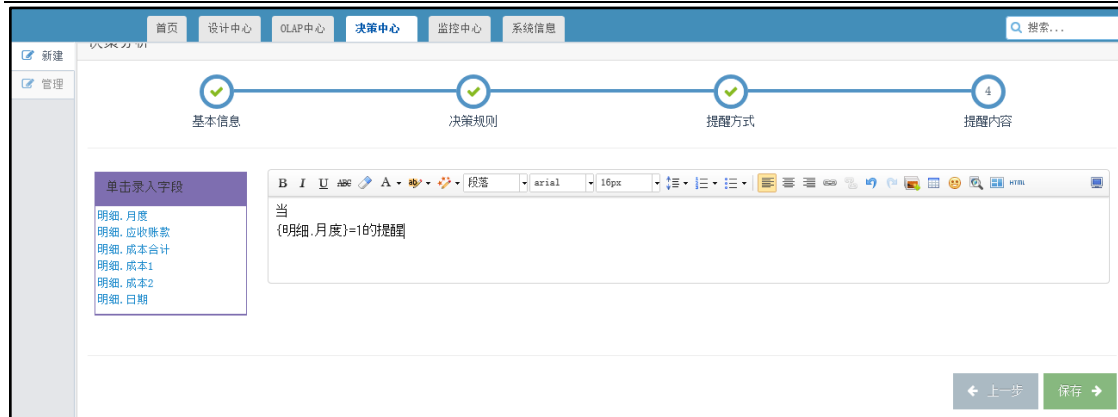 首页 设计中心 OLAP中心 决策中心 监控中心 系统信息 搜索...
新建
决策分析
管理
4
基本信息 决策规则 提醒方式 提醒内容
单击录入字段
B I U ABC A 段落 arial 16px HTML
当
{明细.月度}=1的提醒
明细.月度
明细.应收账款
明细.成本合计
明细.成本1
明细.成本2
明细.日期
上一步 保存